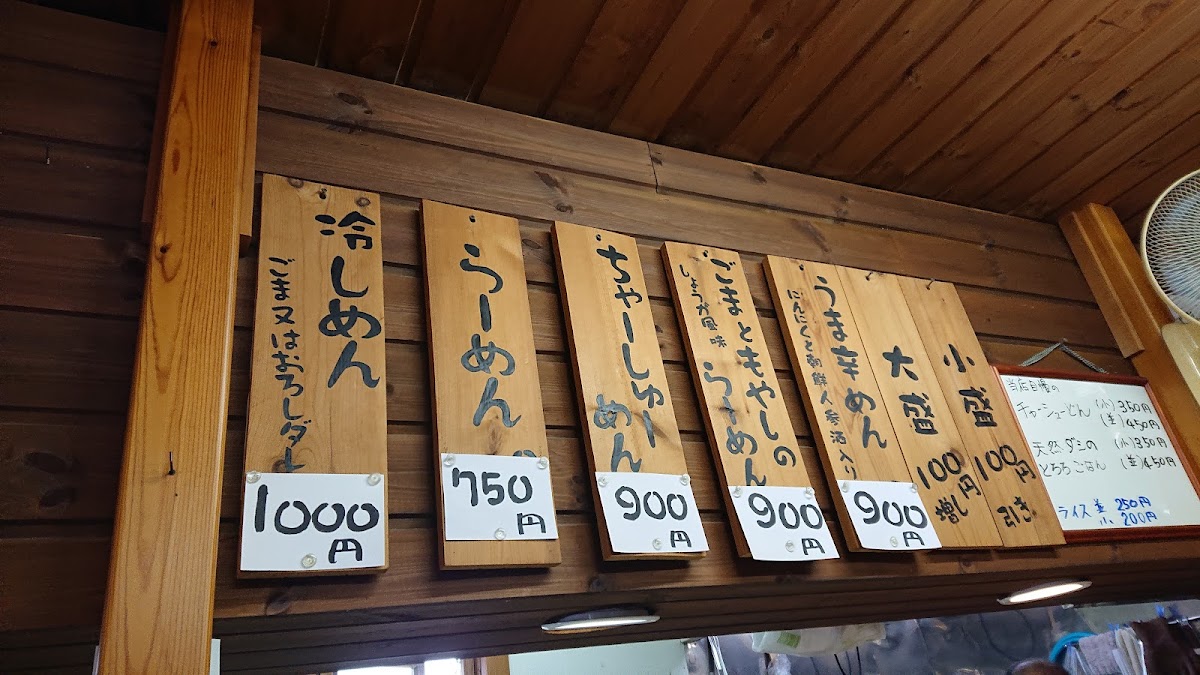 冷しめん
ごま又はおろしダレ
1000円
らーめん
750円
ちゃーしゅーめん
900円
ごまともやしの
しょうが風味 らーめん
900円
うま辛めん
にんにくと朝鮮人参酒入り
900円
大盛
100円増し
小盛
100円引き
当店自慢の
チャーシューどん (小) 350円
(並) 450円
天然ダシの (小) 350円
とろろごはん (並) 450円
ライス 並 250円
小 200円